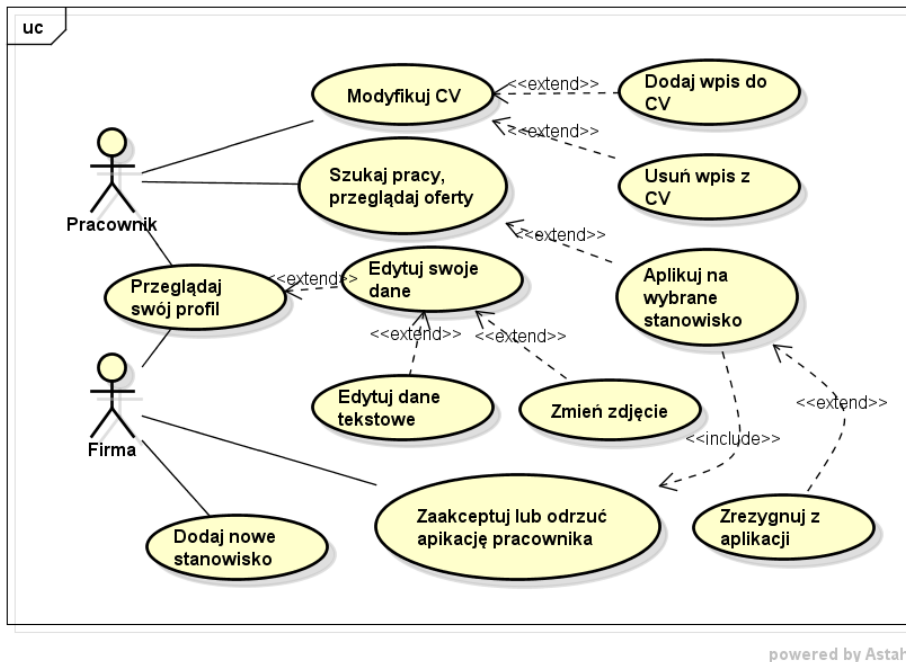 uc
Modyfikuj CV
<<extend>>
Dodaj wpis do
CV
<<extend>>
Usuń wpis z
CV
Pracownik
Szukaj pracy,
przeglądaj oferty
<<extend>>
Aplikuj na
wybrane
stanowisko
Przeglądaj
swój profil
<<extend>>
Edytuj swoje
dane
<<extend>>
<<extend>>
Edytuj dane
tekstowe
Zmień zdjęcie
<<extend>>
<<include>>
Firma
Dodaj nowe
stanowisko
Zaakceptuj lub odrzuć
apikację pracownika
Zrezygnuj z
aplikacji
powered by Astah